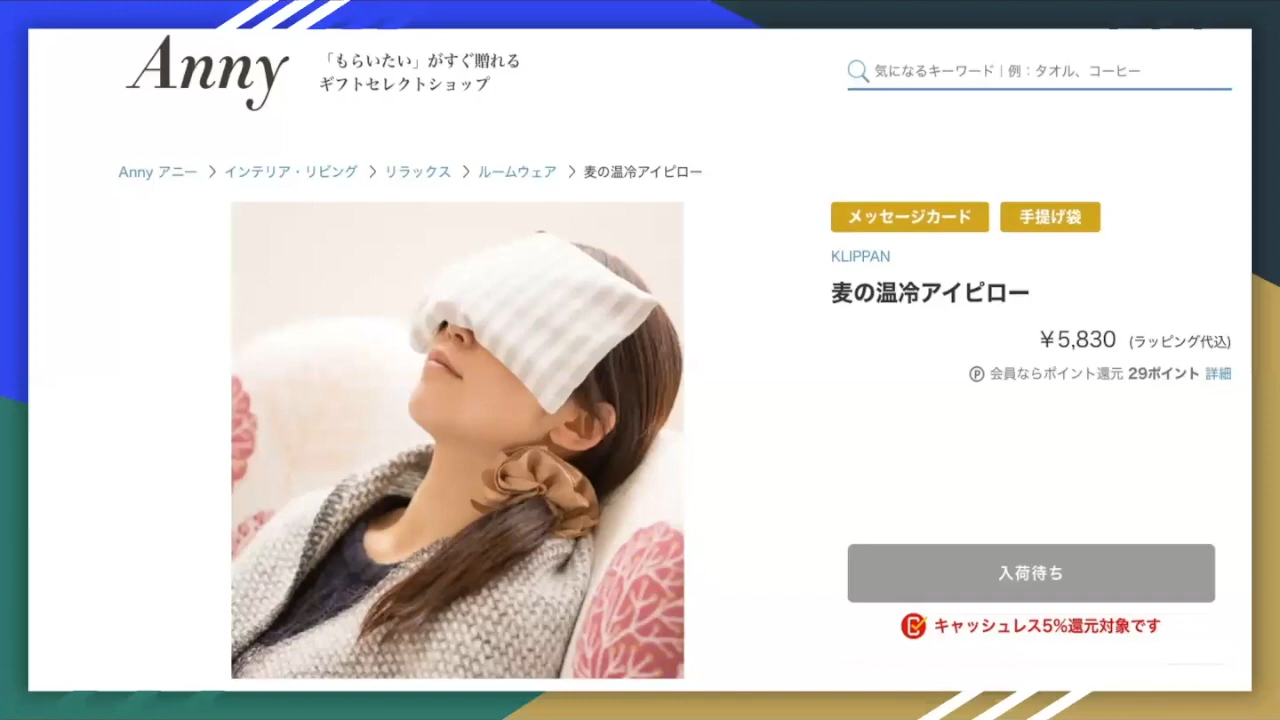 Anny
「もらいたい」がすぐ贈れる
ギフトセレクトショップ
気になるキーワード｜例：タオル、コーヒー
Anny アニー > インテリア・リビング > リラックス > ルームウェア > 麦の温冷アイピロー
メッセージカード 手提げ袋
KLIPPAN
麦の温冷アイピロー
¥5,830 (ラッピング代込)
Ⓟ 会員ならポイント還元 29ポイント 詳細
入荷待ち
キャッシュレス5%還元対象です